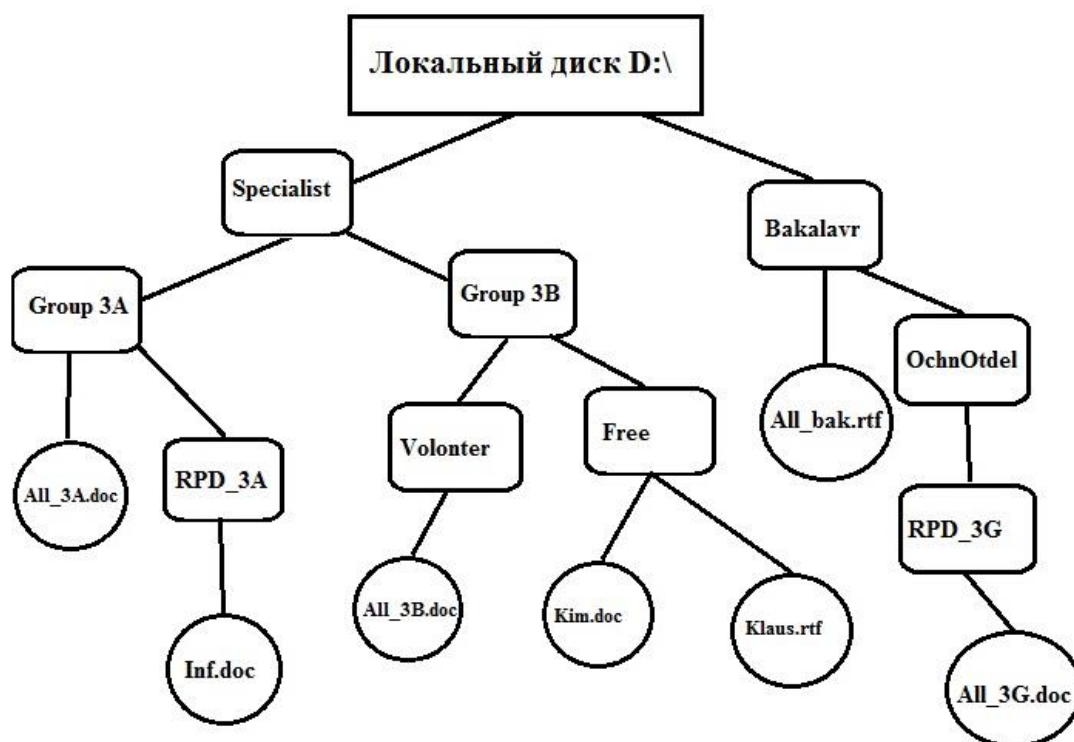 Локальный диск D:\
Specialist
Bakalavr
Group 3A
Group 3B
OchnOtdel
All_bak.rtf
Volonter
Free
RPD_3A
All_3A.doc
RPD_3G
All_3B.doc
Kim.doc
Klaus.rtf
Inf.doc
All_3G.doc